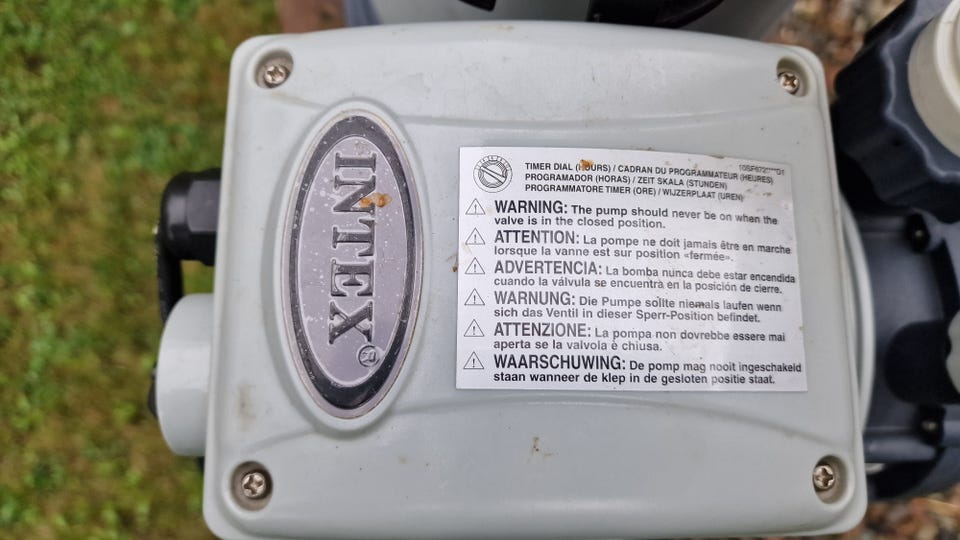 INTEX®
TIMER DIAL (HOURS) / CADRAN DU PROGRAMMATEUR (HEURES)
PROGRAMADOR (HORAS) / ZEIT SKALA (STUNDEN)
PROGRAMMATORE TIMER (ORE) / WIJZERPLAAT (UREN)
WARNING: The pump should never be on when the
valve is in the closed position.
ATTENTION: La pompe ne doit jamais être en marche
lorsque la vanne est sur position «fermée».
ADVERTENCIA: La bomba nunca debe estar encendida
cuando la válvula se encuentra en la posición de cierre.
WARNUNG: Die Pumpe sollte niemals laufen wenn
sich das Ventil in dieser Sperr-Position befindet.
ATTENZIONE: La pompa non dovrebbe essere mai
aperta se la valvola è chiusa.
WAARSCHUWING: De pomp mag nooit ingeschakeld
staan wanneer de klep in de gesloten positie staat.